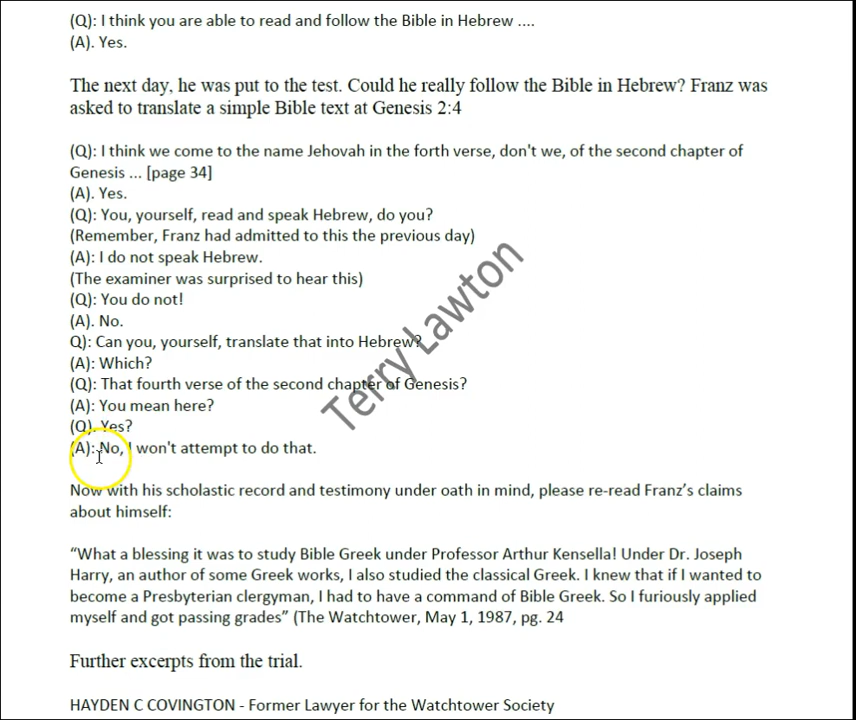 (Q): I think you are able to read and follow the Bible in Hebrew ....
(A). Yes.
The next day, he was put to the test. Could he really follow the Bible in Hebrew? Franz was
asked to translate a simple Bible text at Genesis 2:4
(Q): I think we come to the name Jehovah in the forth verse, don't we, of the second chapter of
Genesis ... [page 34]
(A). Yes.
(Q): You, yourself, read and speak Hebrew, do you?
(Remember, Franz had admitted to this the previous day)
(A): I do not speak Hebrew.
(The examiner was surprised to hear this)
(Q): You do not!
(A). No.
Q): Can you, yourself, translate that into Hebrew?
(A): Which?
(Q): That fourth verse of the second chapter of Genesis?
(A): You mean here?
(Q). Yes?
(A): No, I won't attempt to do that.
Now with his scholastic record and testimony under oath in mind, please re-read Franz’s claims
about himself:
“What a blessing it was to study Bible Greek under Professor Arthur Kensella! Under Dr. Joseph
Harry, an author of some Greek works, I also studied the classical Greek. I knew that if I wanted to
become a Presbyterian clergyman, I had to have a command of Bible Greek. So I furiously applied
myself and got passing grades” (The Watchtower, May 1, 1987, pg. 24
Further excerpts from the trial.
HAYDEN C COVINGTON - Former Lawyer for the Watchtower Society
Terry Lawton